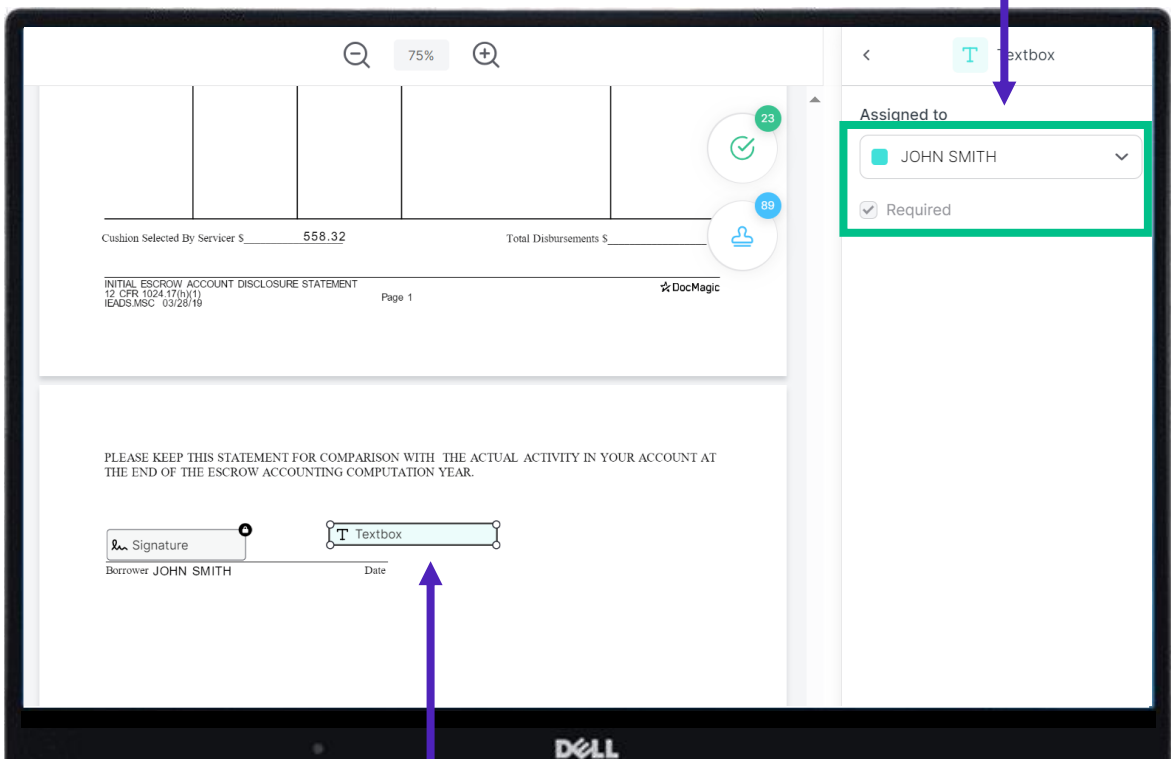 75%
T Textbox
Assigned to
JOHN SMITH
Required
23
89
Cushion Selected By Servicer $ 558.32
Total Disbursements $
INITIAL ESCROW ACCOUNT DISCLOSURE STATEMENT
12 CFR 1024.17(h)(1)
IEADS.MSC 03/28/19
Page 1
DocMagic
PLEASE KEEP THIS STATEMENT FOR COMPARISON WITH THE ACTUAL ACTIVITY IN YOUR ACCOUNT AT
THE END OF THE ESCROW ACCOUNTING COMPUTATION YEAR.
Signature
T Textbox
Borrower JOHN SMITH
Date
DELL